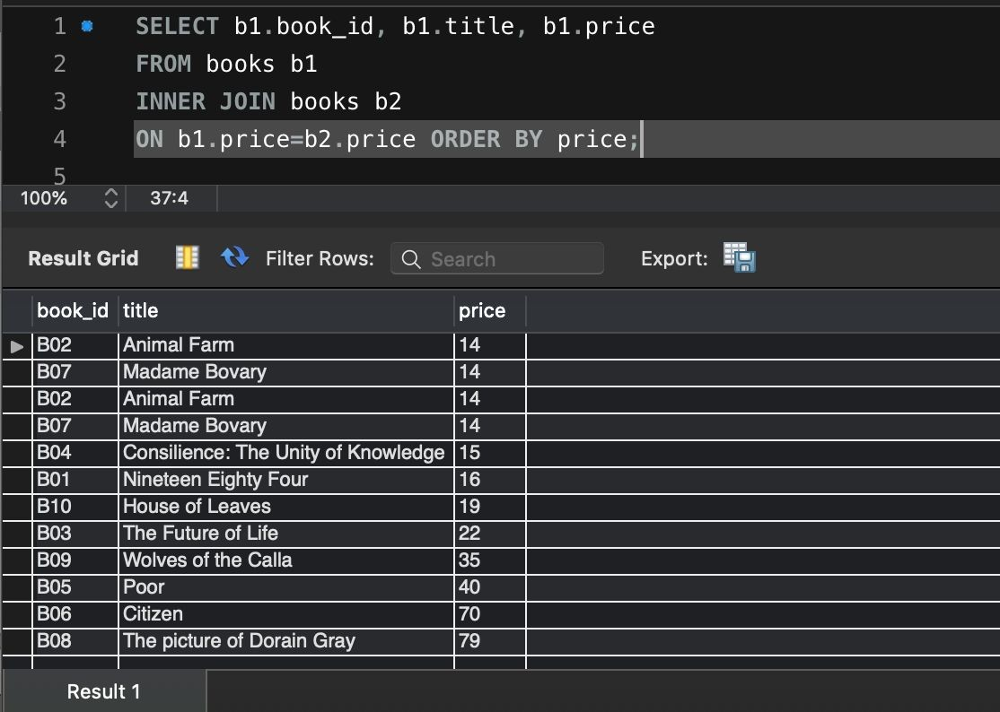 1 SELECT b1.book_id, b1.title, b1.price
2 FROM books b1
3 INNER JOIN books b2
4 ON b1.price=b2.price ORDER BY price;
5
100% 37:4
Result Grid Filter Rows: Search Export:
book_id title price
B02 Animal Farm 14
B07 Madame Bovary 14
B02 Animal Farm 14
B07 Madame Bovary 14
B04 Consilience: The Unity of Knowledge 15
B01 Nineteen Eighty Four 16
B10 House of Leaves 19
B03 The Future of Life 22
B09 Wolves of the Calla 35
B05 Poor 40
B06 Citizen 70
B08 The picture of Dorain Gray 79
Result 1